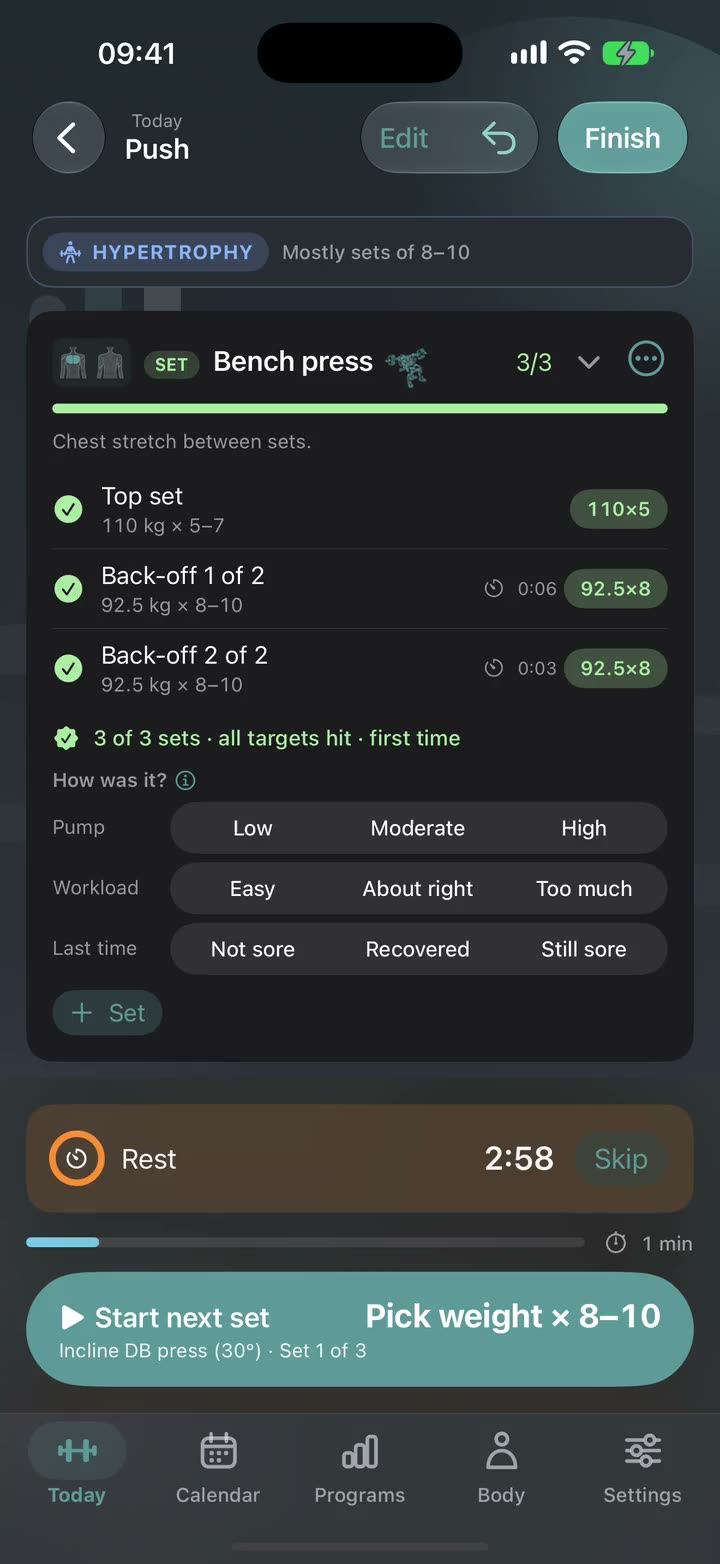 09:41
Today
Push
Edit
Finish
HYPERTROPHY Mostly sets of 8–10
SET Bench press 3/3
Chest stretch between sets.
Top set
110 kg × 5–7
110×5
Back-off 1 of 2
92.5 kg × 8–10
0:06 92.5×8
Back-off 2 of 2
92.5 kg × 8–10
0:03 92.5×8
3 of 3 sets · all targets hit · first time
How was it?
Pump Low Moderate High
Workload Easy About right Too much
Last time Not sore Recovered Still sore
+ Set
Rest 2:58 Skip
1 min
Start next set Pick weight × 8–10
Incline DB press (30°) · Set 1 of 3
Today Calendar Programs Body Settings